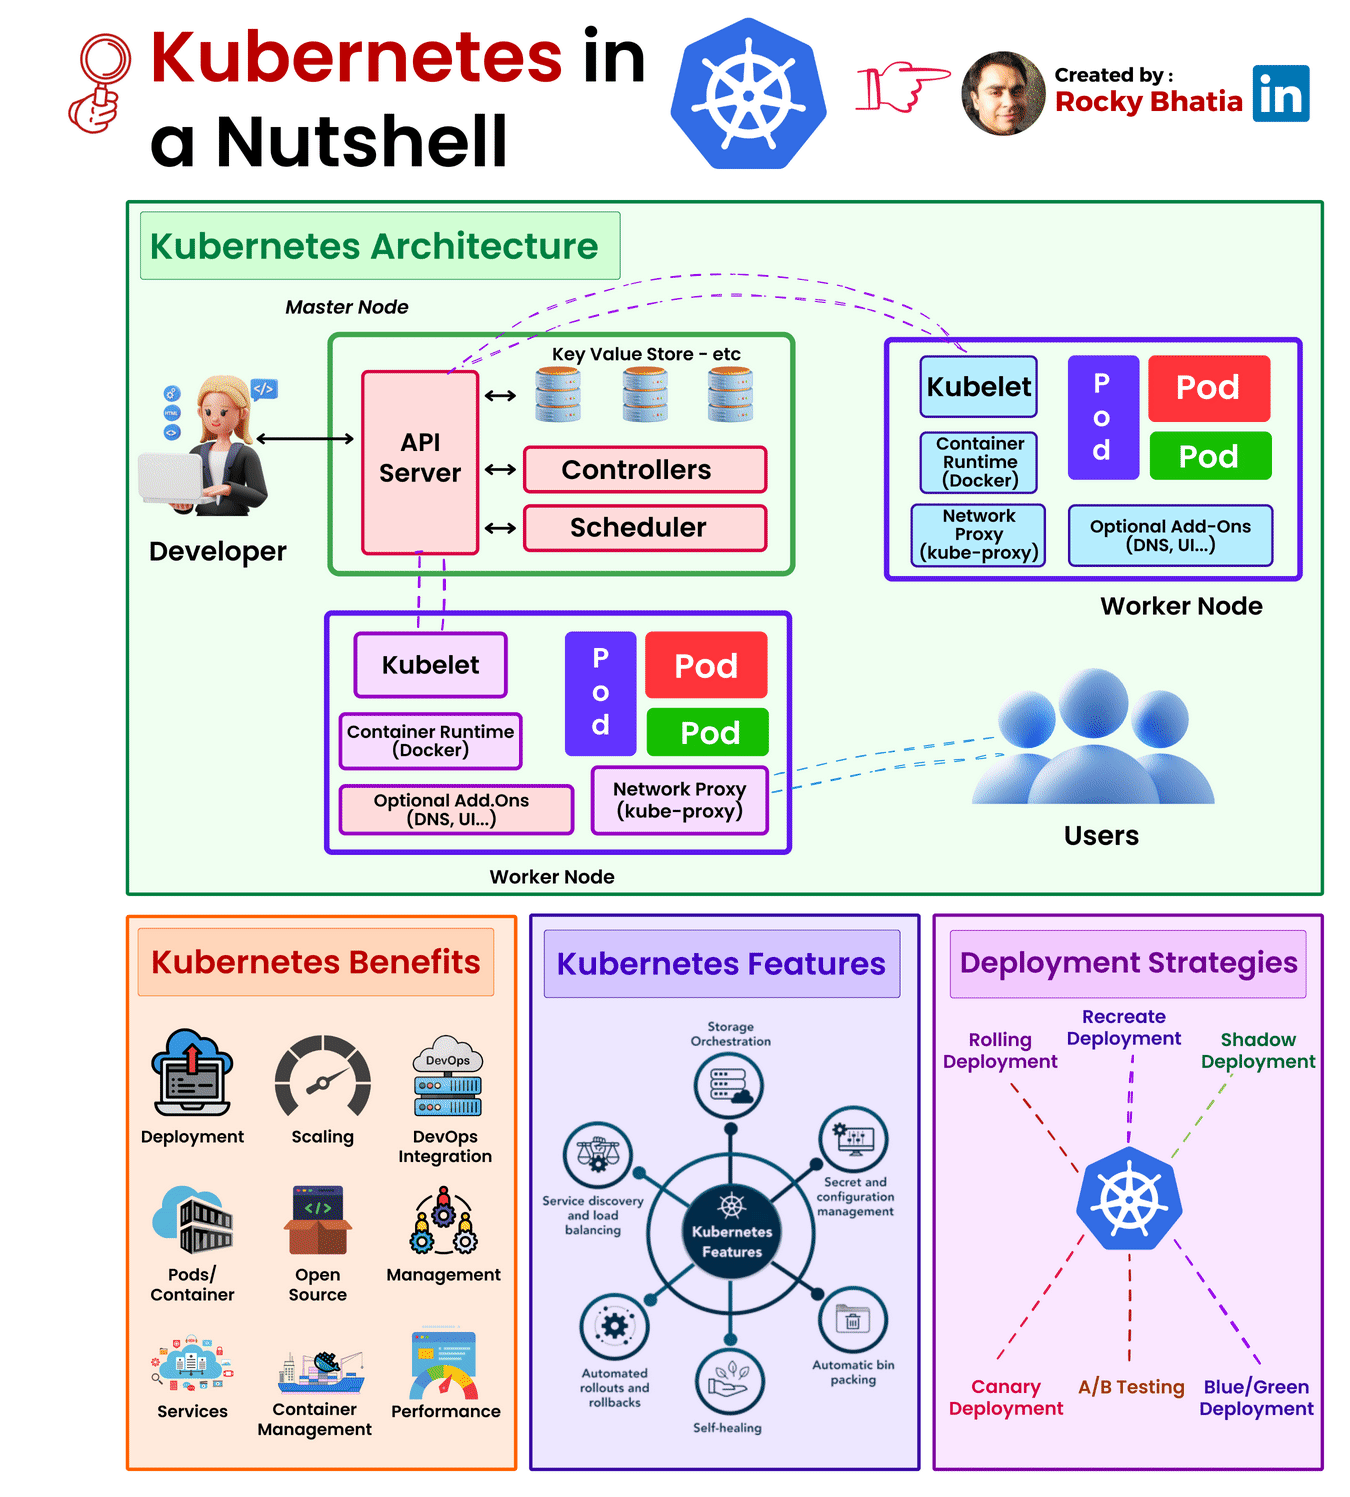 Kubernetes in
a Nutshell
Created by :
Rocky Bhatia
in
Kubernetes Architecture
Master Node
Key Value Store - etc
API
Server
Controllers
Scheduler
</>
HTML
<>
Developer
Kubelet
Container
Runtime
(Docker)
Network
Proxy
(kube-proxy)
P
o
d
Pod
Pod
Optional Add-Ons
(DNS, UI...)
Worker Node
Kubelet
Container Runtime
(Docker)
Optional Add.Ons
(DNS, UI...)
P
o
d
Pod
Pod
Network Proxy
(kube-proxy)
Worker Node
Users
Kubernetes Benefits
Deployment
Scaling
DevOps
DevOps
Integration
Pods/
Container
</>
Open
Source
Management
Services
Container
Management
Performance
Kubernetes Features
Storage
Orchestration
Secret and
configuration
management
Service discovery
and load
balancing
Kubernetes
Features
Automated
rollouts and
rollbacks
Automatic bin
packing
Self-healing
Deployment Strategies
Rolling
Deployment
Recreate
Deployment
Shadow
Deployment
Canary
Deployment
A/B Testing
Blue/Green
Deployment